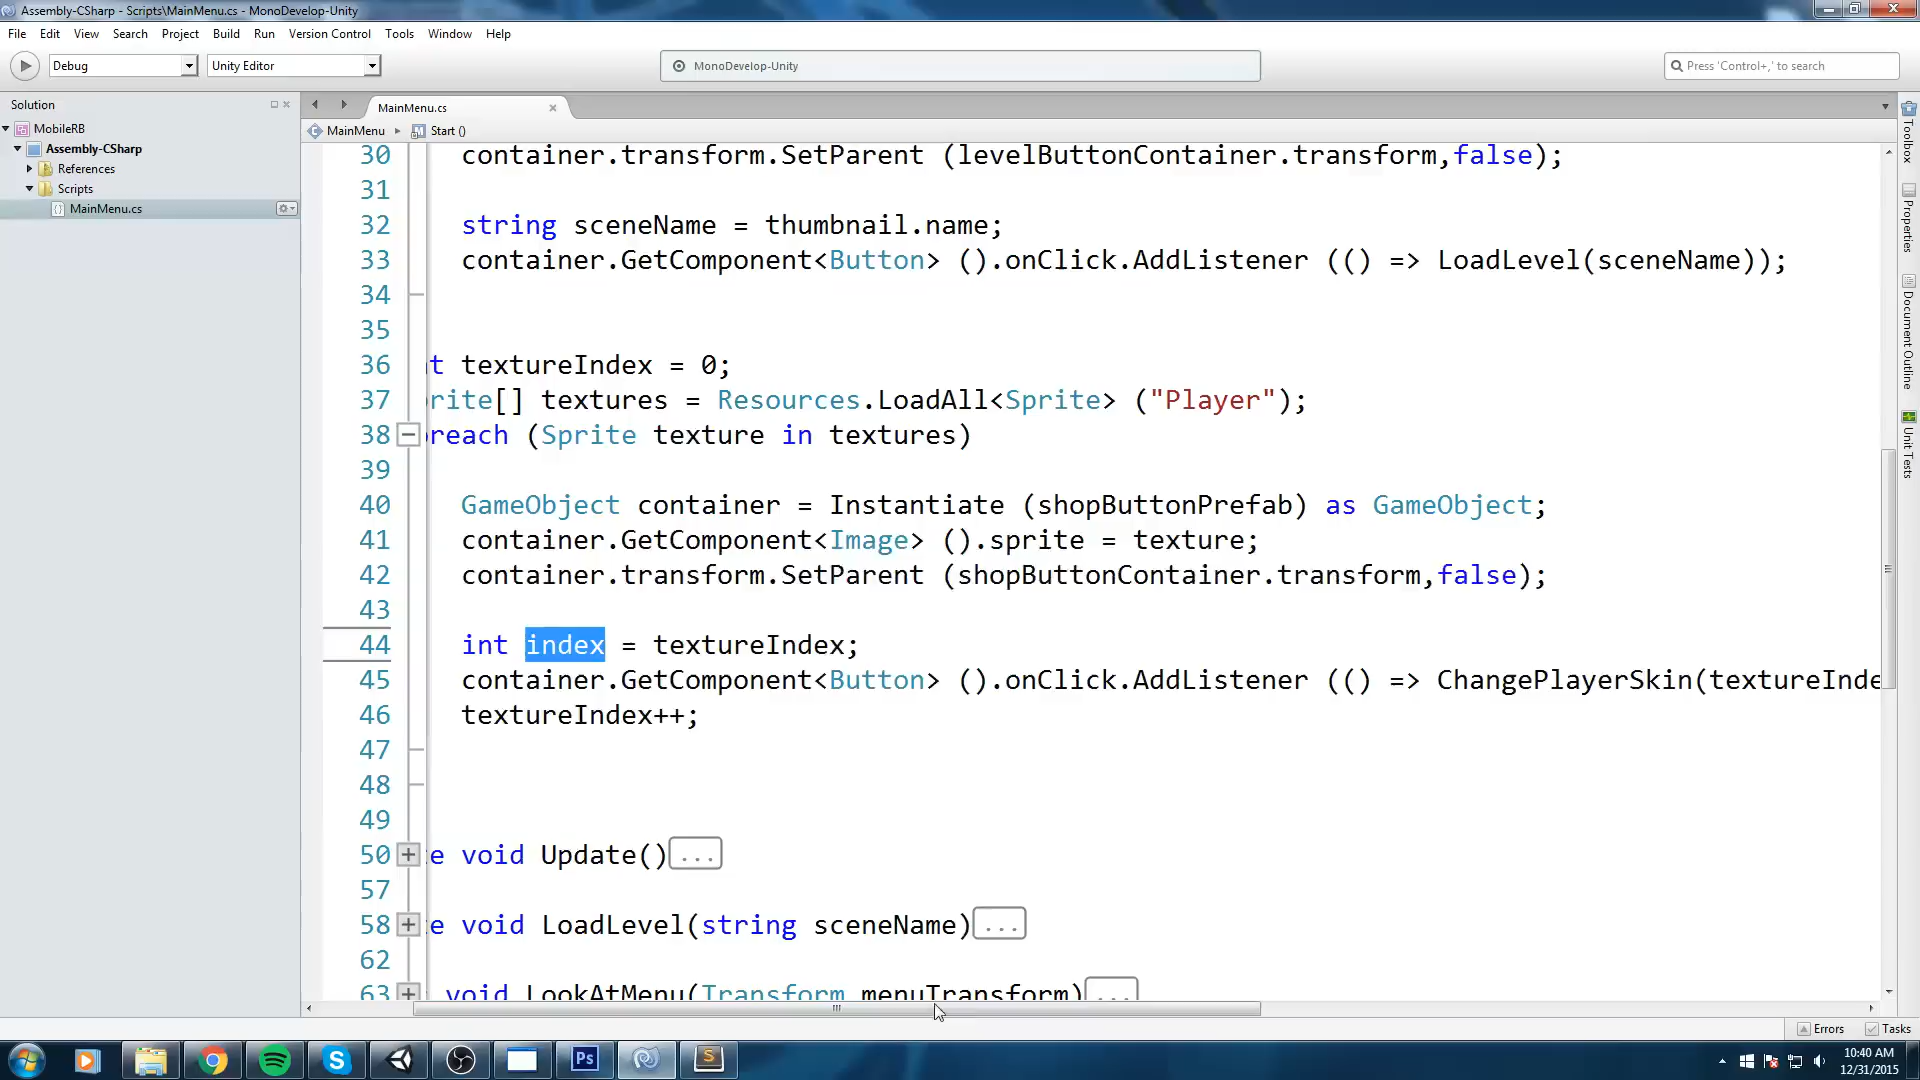 Assembly-CSharp - Scripts\MainMenu.cs - MonoDevelop-Unity
File Edit View Search Project Build Run Version Control Tools Window Help
Debug Unity Editor MonoDevelop-Unity Press 'Control+,' to search
Solution
MobileRB
Assembly-CSharp
References
Scripts
MainMenu.cs
MainMenu.cs
MainMenu Start ()
30 container.transform.SetParent (levelButtonContainer.transform,false);
31
32 string sceneName = thumbnail.name;
33 container.GetComponent<Button> ().onClick.AddListener (() => LoadLevel(sceneName));
34
35
36 t textureIndex = 0;
37 rite[] textures = Resources.LoadAll<Sprite> ("Player");
38 reach (Sprite texture in textures)
39
40 GameObject container = Instantiate (shopButtonPrefab) as GameObject;
41 container.GetComponent<Image> ().sprite = texture;
42 container.transform.SetParent (shopButtonContainer.transform,false);
43
44 int index = textureIndex;
45 container.GetComponent<Button> ().onClick.AddListener (() => ChangePlayerSkin(textureInde
46 textureIndex++;
47
48
49
50 e void Update()...
57
58 e void LoadLevel(string sceneName)...
62
63 void LookAtMenu(Transform menuTransform)...
Toolbox
Properties
Document Outline
Unit Tests
Errors Tasks
Ps
S
10:40 AM
12/31/2015